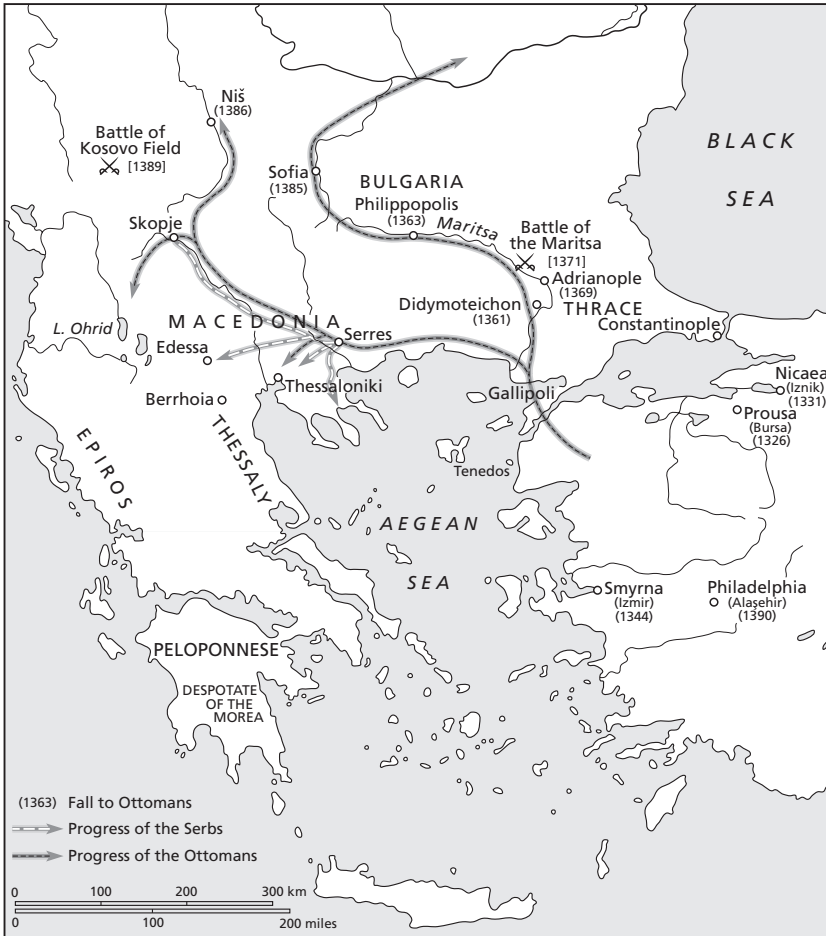 Niš
(1386)
Battle of
Kosovo Field
[1389]
BLACK
SEA
Sofia
(1385)
BULGARIA
Philippopolis
(1363)
Maritsa
Battle of
the Maritsa
[1371]
Skopje
Adrianople
(1369)
Didymoteichon
(1361)
THRACE
Constantinople
MACEDONIA
L. Ohrid
Serres
Edessa
Nicaea
(Iznik)
(1331)
Thessaloniki
Gallipoli
Berrhoia
Prousa
(Bursa)
(1326)
EPIROS
THESSALY
Tenedos
AEGEAN
SEA
Smyrna
(Izmir)
(1344)
Philadelphia
(Alaşehir)
(1390)
PELOPONNESE
DESPOTATE
OF THE
MOREA
(1363) Fall to Ottomans
Progress of the Serbs
Progress of the Ottomans
0 100 200 300 km
0 100 200 miles